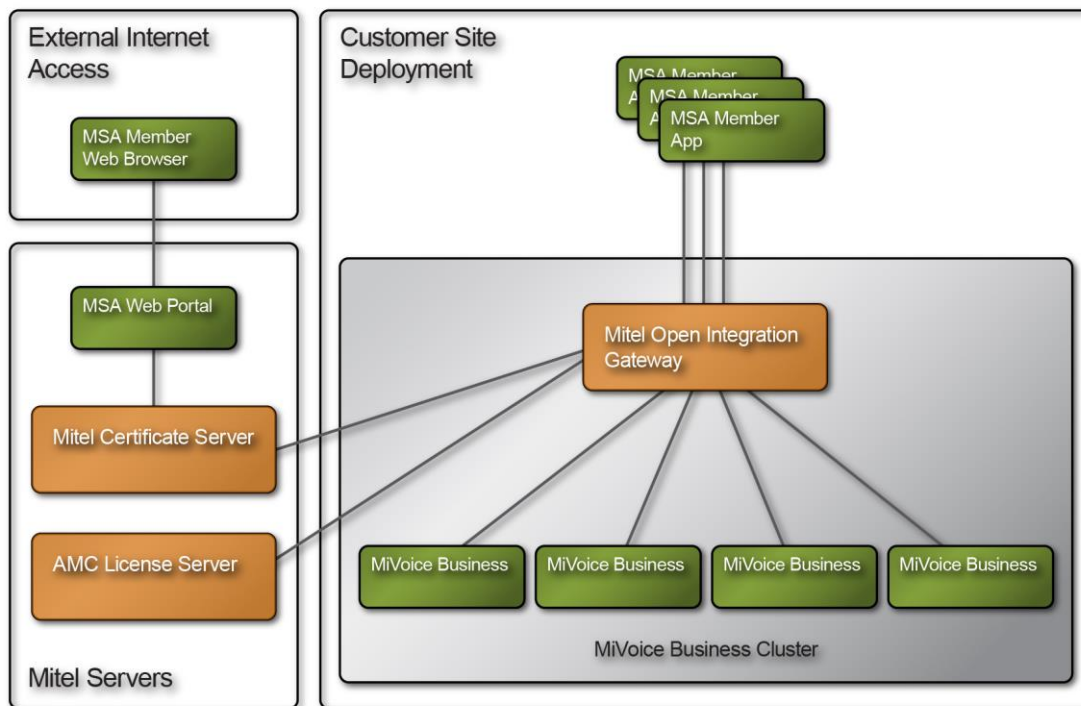 External Internet
Access
MSA Member
Web Browser
MSA Web Portal
Mitel Certificate Server
AMC License Server
Mitel Servers
Customer Site
Deployment
MSA Member
A
MSA Member
A
MSA Member
App
Mitel Open Integration
Gateway
MiVoice Business
MiVoice Business
MiVoice Business
MiVoice Business
MiVoice Business Cluster